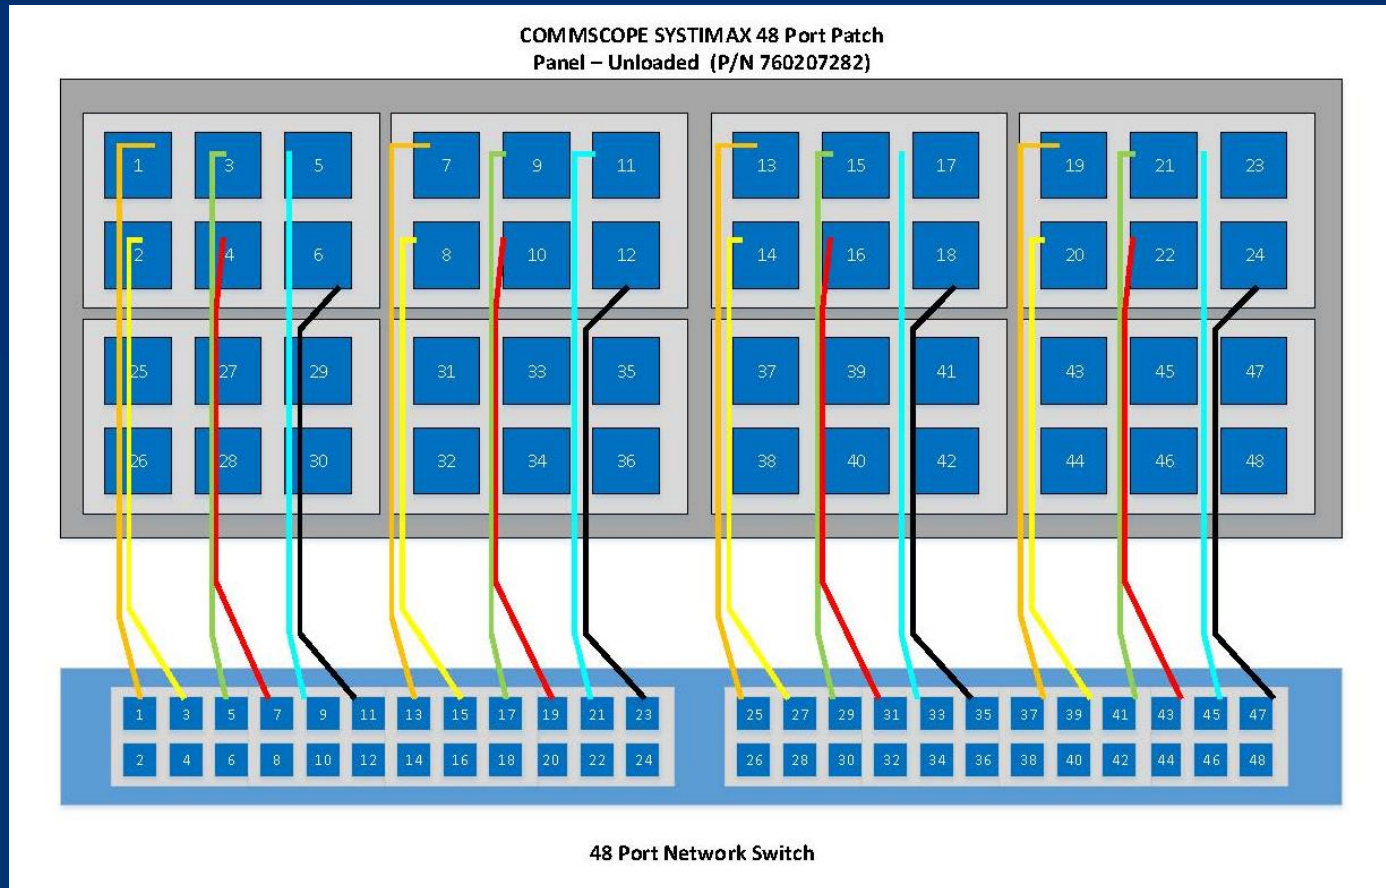 COMMSCOPE SYSTIMAX 48 Port Patch
Panel – Unloaded (P/N 760207282)
1 3 5 7 9 11 13 15 17 19 21 23
2 4 6 8 10 12 14 16 18 20 22 24
25 27 29 31 33 35 37 39 41 43 45 47
26 28 30 32 34 36 38 40 42 44 46 48
1 3 5 7 9 11 13 15 17 19 21 23 25 27 29 31 33 35 37 39 41 43 45 47
2 4 6 8 10 12 14 16 18 20 22 24 26 28 30 32 34 36 38 40 42 44 46 48
48 Port Network Switch